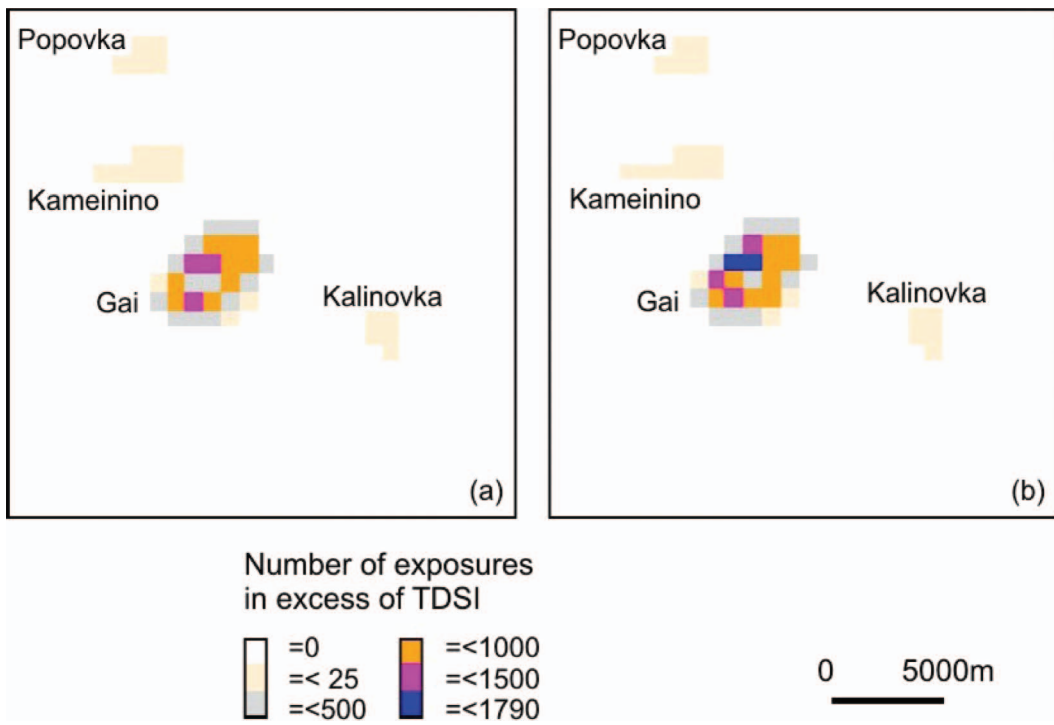 Popovka
Kameinino
Gai
Kalinovka
(a)
Popovka
Kameinino
Gai
Kalinovka
(b)
Number of exposures
in excess of TDSI
=0
=< 25
=<500
=<1000
=<1500
=<1790
0 5000m